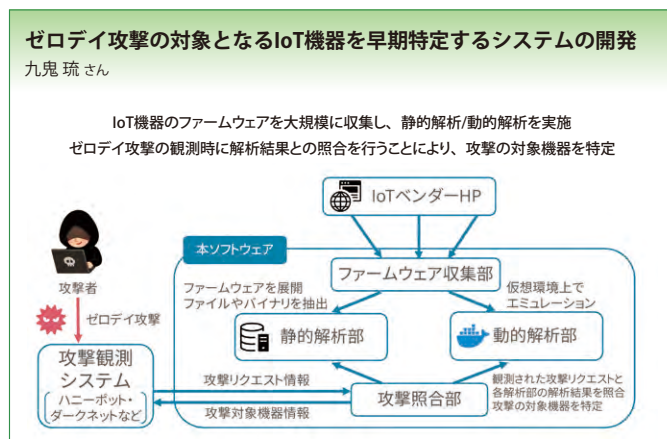 ゼロデイ攻撃の対象となるIoT機器を早期特定するシステムの開発
九鬼 琉 さん
IoT機器のファームウェアを大規模に収集し、静的解析/動的解析を実施
ゼロデイ攻撃の観測時に解析結果との照合を行うことにより、攻撃の対象機器を特定
IoTベンダーHP
本ソフトウェア
ファームウェア収集部
攻撃者
ファームウェアを展開
ファイルやバイナリを抽出
仮想環境上で
エミュレーション
ゼロデイ攻撃
静的解析部
動的解析部
攻撃観測
システム
ハニーポット・
ダークネットなど
攻撃リクエスト情報
攻撃対象機器情報
攻撃照合部
観測された攻撃リクエストと
各解析部の解析結果を照合
攻撃の対象機器を特定